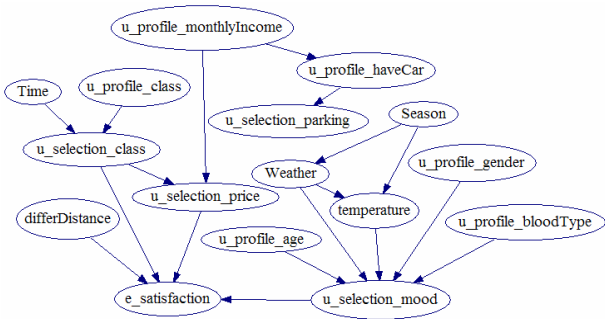 u_profile_monthlyIncome
u_profile_haveCar
u_profile_class
Time
u_selection_parking
Season
u_selection_class
u_profile_gender
Weather
u_selection_price
temperature
differDistance
u_profile_bloodType
u_profile_age
e_satisfaction
u_selection_mood